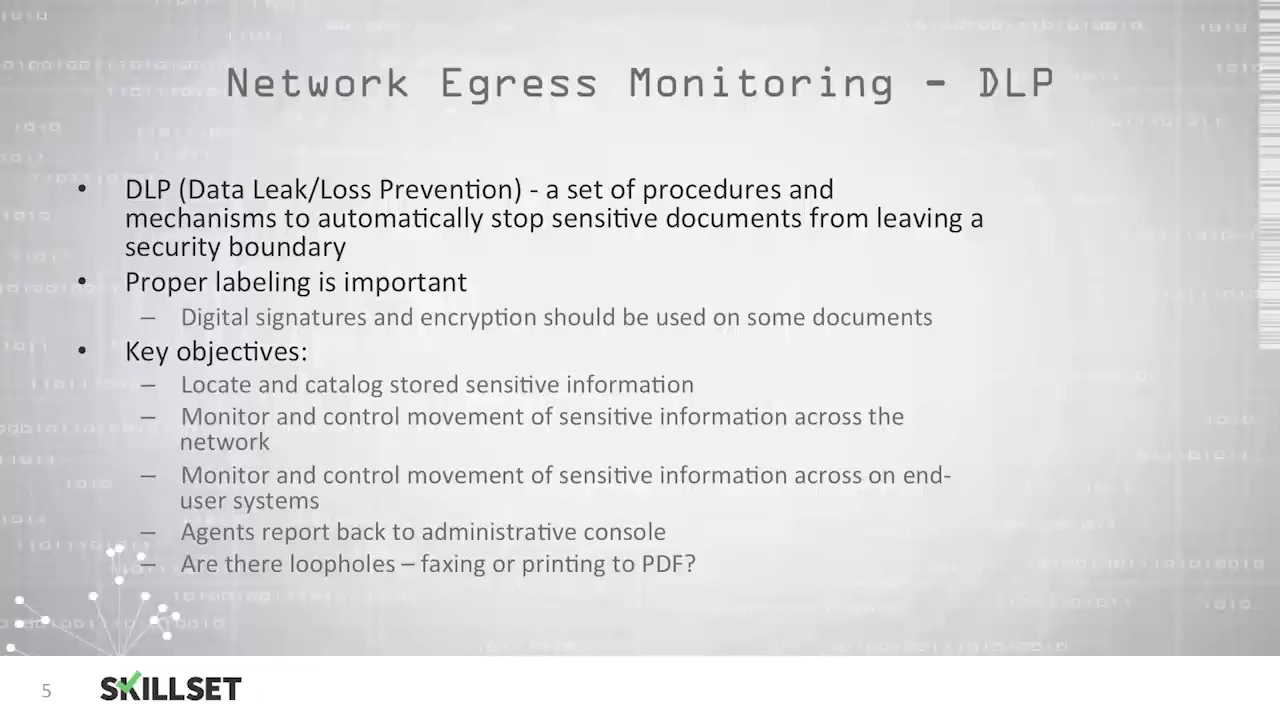 Network Egress Monitoring - DLP
• DLP (Data Leak/Loss Prevention) - a set of procedures and
mechanisms to automatically stop sensitive documents from leaving a
security boundary
• Proper labeling is important
– Digital signatures and encryption should be used on some documents
• Key objectives:
– Locate and catalog stored sensitive information
– Monitor and control movement of sensitive information across the
network
– Monitor and control movement of sensitive information across on end-
user systems
– Agents report back to administrative console
– Are there loopholes – faxing or printing to PDF?
5
SKILLSET